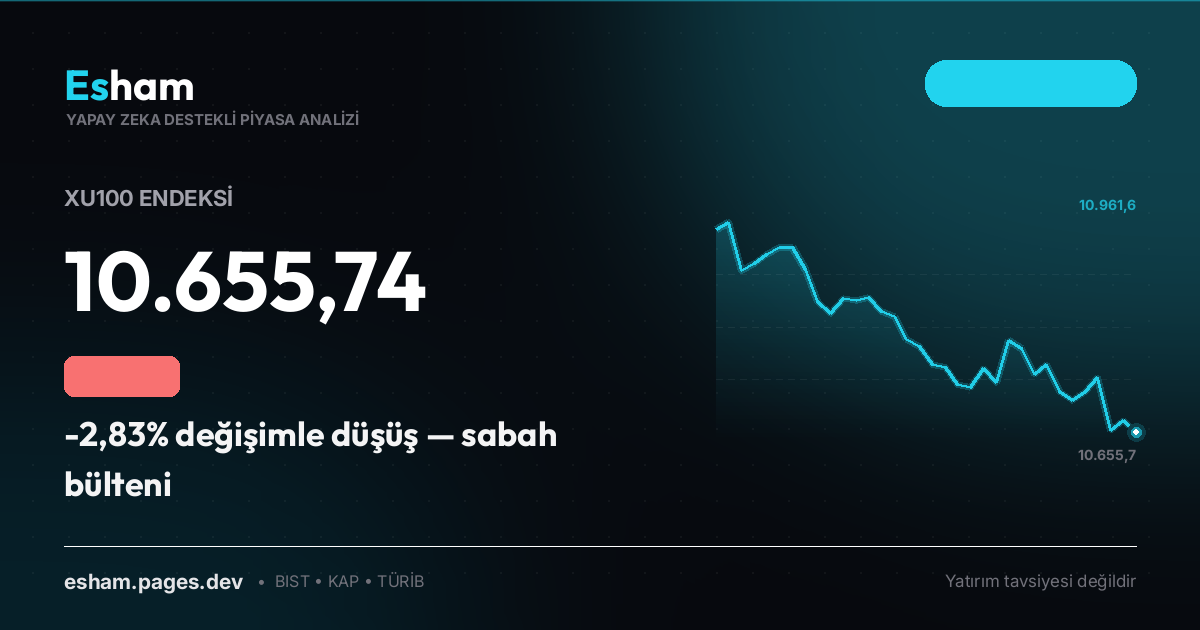 Esham
YAPAY ZEKA DESTEKLİ PİYASA ANALİZİ
XU100 ENDEKSİ
10.655,74
-2,83% değişimle düşüş — sabah
bülteni
10.961,6
10.655,7
esham.pages.dev • BIST • KAP • TÜRİB
Yatırım tavsiyesi değildir